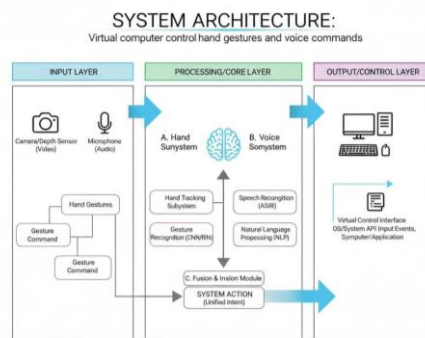 SYSTEM ARCHITECTURE:
Virtual computer control hand gestures and voice commands
INPUT LAYER
PROCESSING/CORE LAYER
OUTPUT/CONTROL LAYER
Camera/Depth Sensor
(Video)
Microphone
(Audio)
Hand Gestures
Gesture
Command
Gesture
Command
A. Hand
Sunystem
B. Voice
Somystem
Hand Tracking
Subsystem
Speech Recongtion
(ASIR)
Gesture
Recognition (CNN/RN)
Natural Language
Propessing (NLP)
C. Fusion & Insion Module
SYSTEM ACTION
(Unified Intent)
Virtual Control Interface
OS/System API Input Events,
Symputer/Application